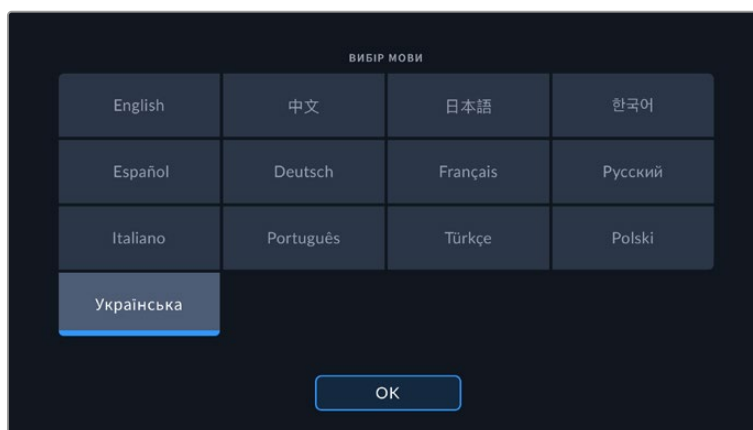 ВИБІР МОВИ
English 中文 日本語 한국어
Español Deutsch Français Русский
Italiano Português Türkçe Polski
Українська
OK